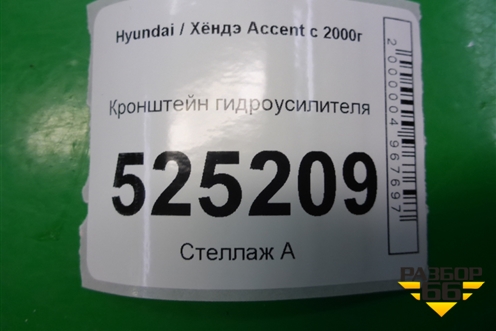 Hyundai / Хёндэ Accent с 2000г
Кронштейн гидроусилителя
525209
Стеллаж А
2000004967697
РАЗБОР
66